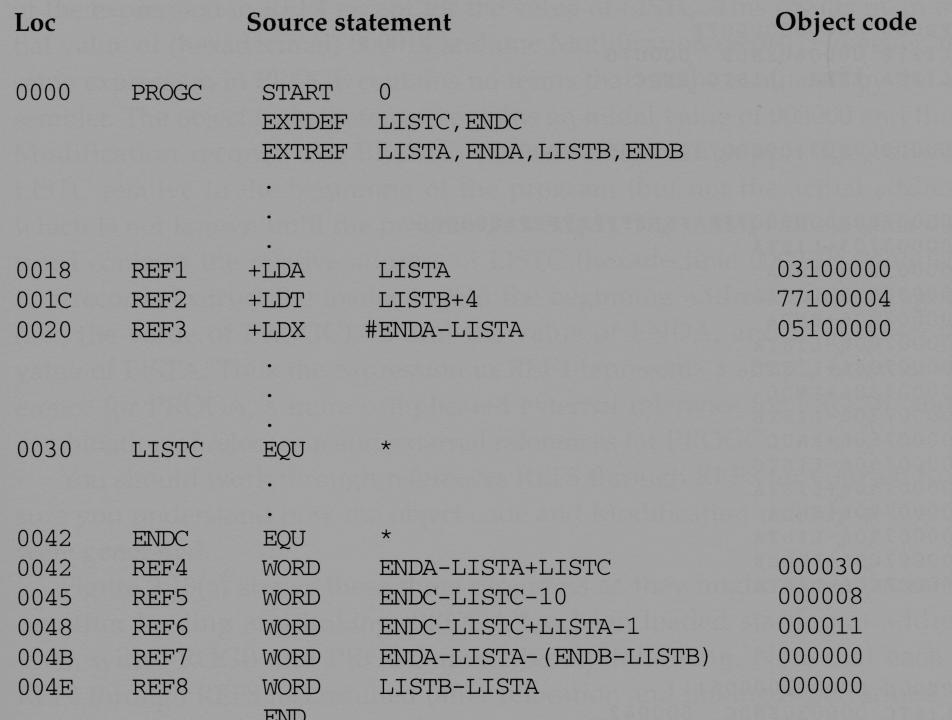 Loc Source statement Object code
0000 PROGC START 0
EXTDEF LISTC,ENDC
EXTREF LISTA,ENDA,LISTB,ENDB
.
.
.
0018 REF1 +LDA LISTA 03100000
001C REF2 +LDT LISTB+4 77100004
0020 REF3 +LDX #ENDA-LISTA 05100000
.
.
.
0030 LISTC EQU *
.
.
0042 ENDC EQU *
0042 REF4 WORD ENDA-LISTA+LISTC 000030
0045 REF5 WORD ENDC-LISTC-10 000008
0048 REF6 WORD ENDC-LISTC+LISTA-1 000011
004B REF7 WORD ENDA-LISTA-(ENDB-LISTB) 000000
004E REF8 WORD LISTB-LISTA 000000
END